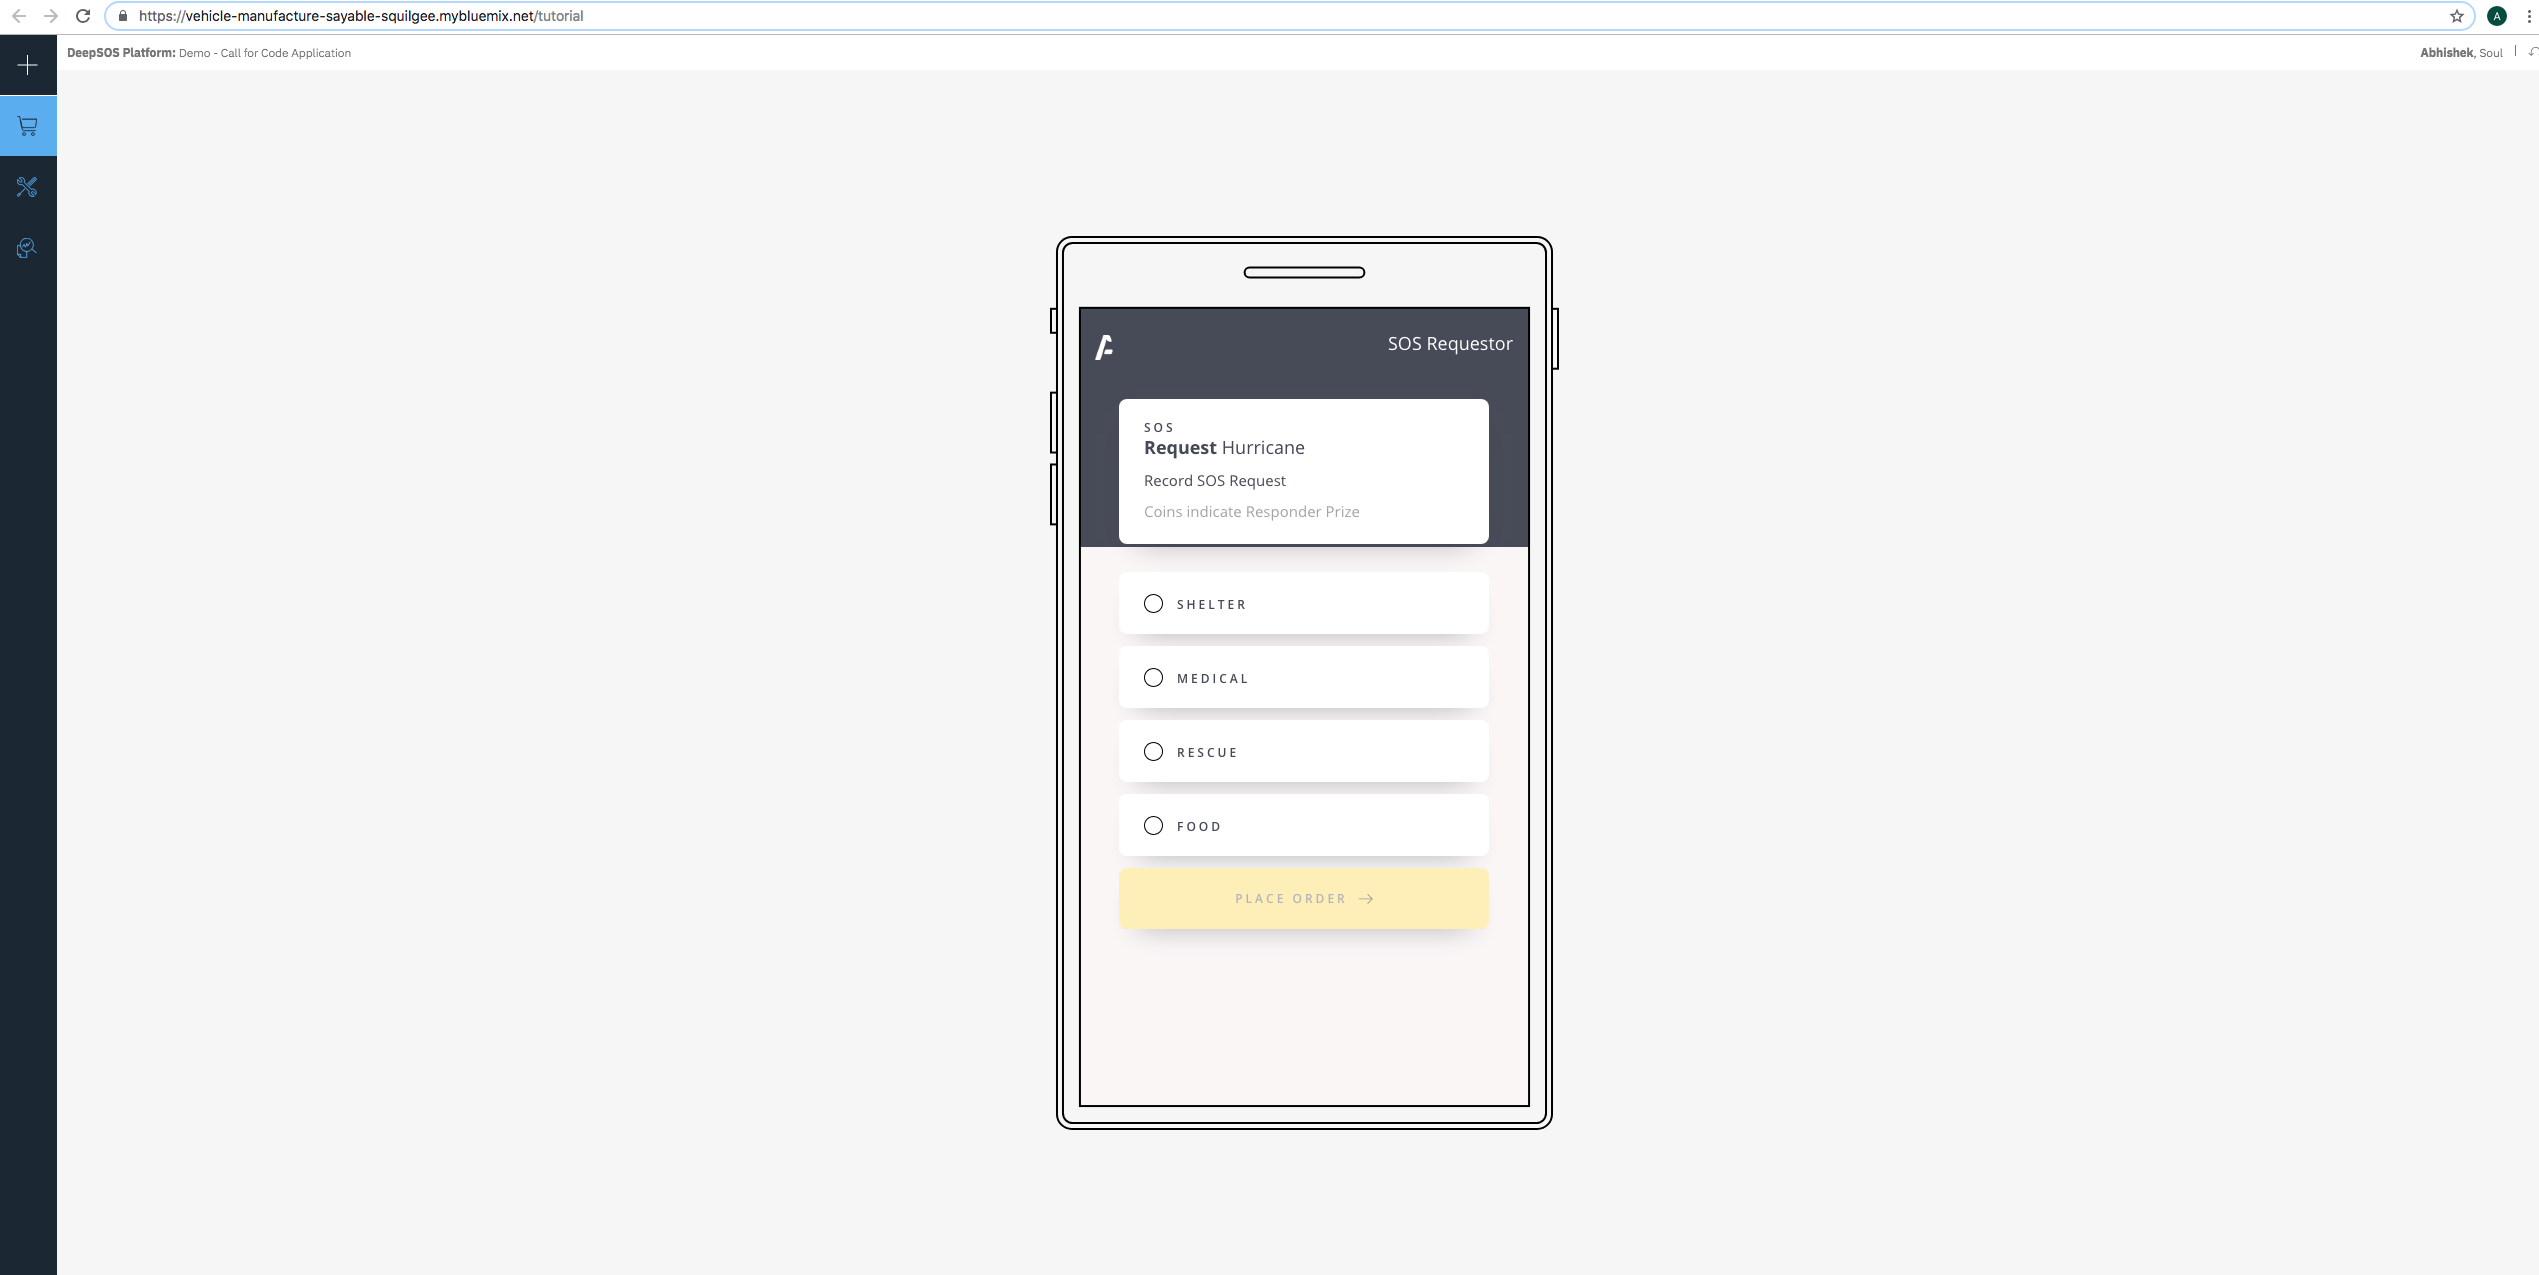 https://vehicle-manufacture-sayable-squilgee.mybluemix.net/tutorial
A
DeepSOS Platform: Demo - Call for Code Application
Abhishek, Soul
SOS Requestor
SOS
Request Hurricane
Record SOS Request
Coins indicate Responder Prize
SHELTER
MEDICAL
RESCUE
FOOD
PLACE ORDER →